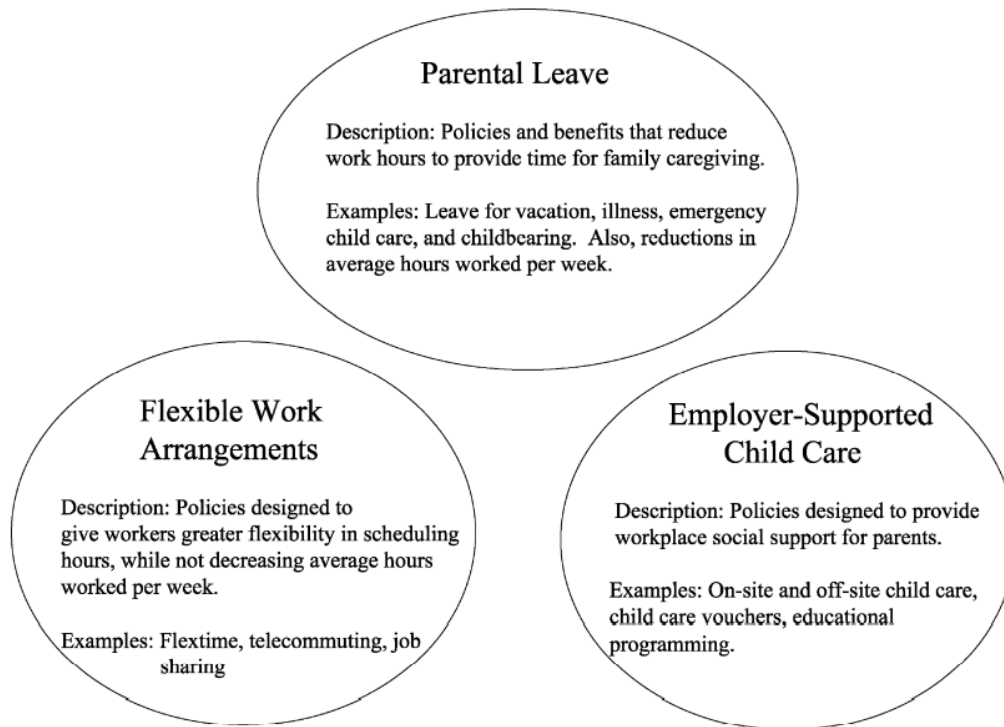 Parental Leave
Description: Policies and benefits that reduce
work hours to provide time for family caregiving.
Examples: Leave for vacation, illness, emergency
child care, and childbearing.  Also, reductions in
average hours worked per week.
Flexible Work
Arrangements
Description: Policies designed to
give workers greater flexibility in scheduling
hours, while not decreasing average hours
worked per week.
Examples: Flextime, telecommuting, job
sharing
Employer-Supported
Child Care
Description: Policies designed to provide
workplace social support for parents.
Examples: On-site and off-site child care,
child care vouchers, educational
programming.